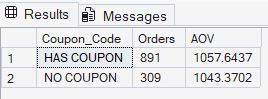 Results Messages
Coupon_Code Orders AOV
1 HAS COUPON 891 1057.6437
2 NO COUPON 309 1043.3702